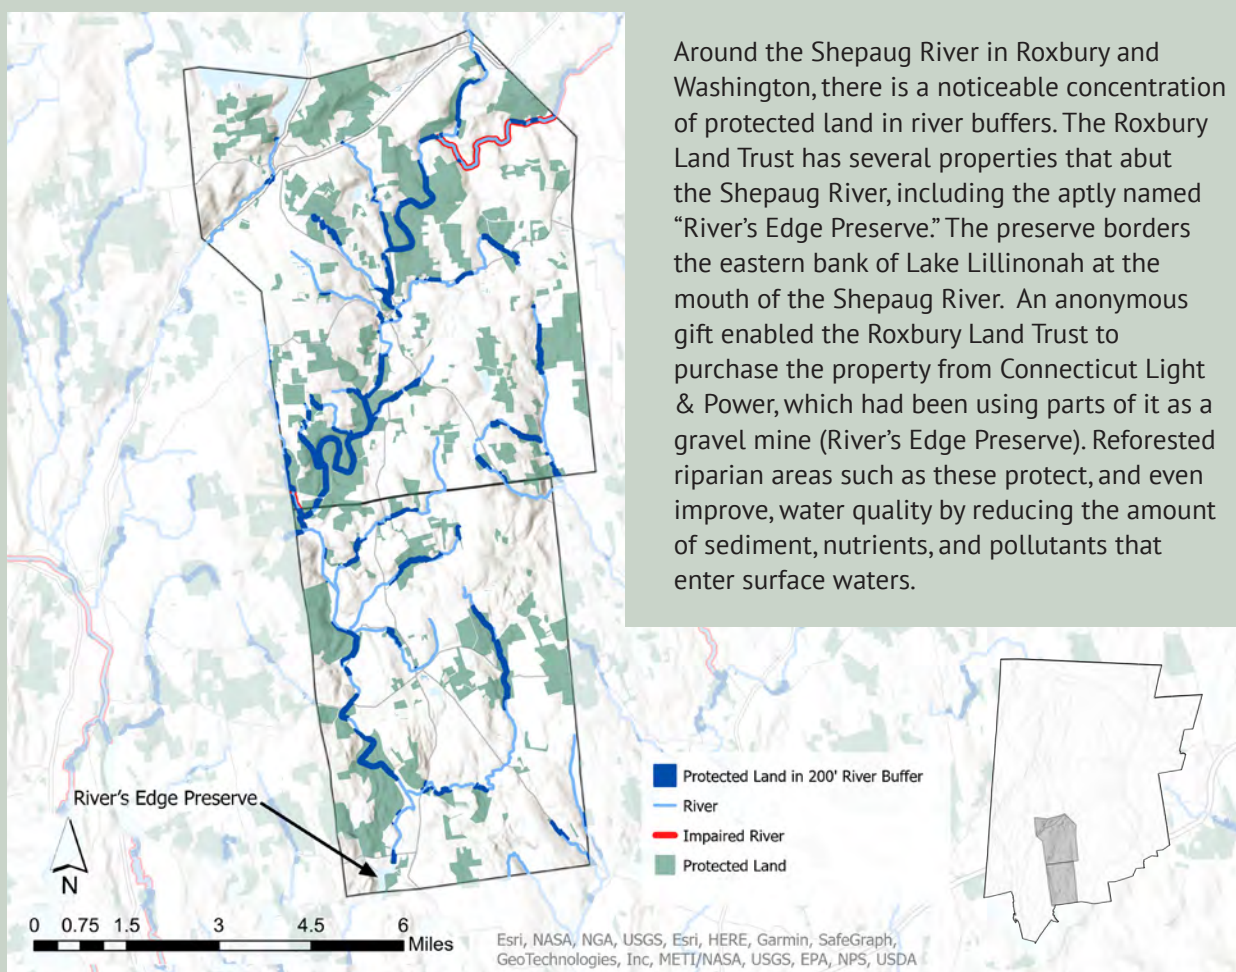 Around the Shepaug River in Roxbury and
Washington, there is a noticeable concentration
of protected land in river buffers. The Roxbury
Land Trust has several properties that abut
the Shepaug River, including the aptly named
“River’s Edge Preserve.” The preserve borders
the eastern bank of Lake Lillinonah at the
mouth of the Shepaug River.  An anonymous
gift enabled the Roxbury Land Trust to
purchase the property from Connecticut Light
& Power, which had been using parts of it as a
gravel mine (River’s Edge Preserve). Reforested
riparian areas such as these protect, and even
improve, water quality by reducing the amount
of sediment, nutrients, and pollutants that
enter surface waters.
Protected Land in 200' River Buffer
River
Impaired River
Protected Land
River's Edge Preserve
N
0 0.75 1.5 3 4.5 6
Miles
Esri, NASA, NGA, USGS, Esri, HERE, Garmin, SafeGraph,
GeoTechnologies, Inc, METI/NASA, USGS, EPA, NPS, USDA